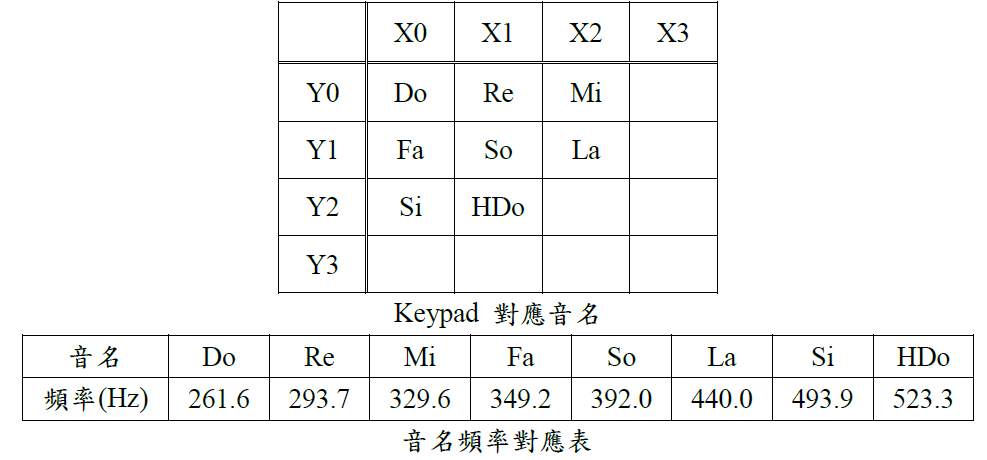 X0 X1 X2 X3
Y0 Do Re Mi
Y1 Fa So La
Y2 Si HDo
Y3
Keypad 對應音名
音名 Do Re Mi Fa So La Si HDo
頻率(Hz) 261.6 293.7 329.6 349.2 392.0 440.0 493.9 523.3
音名頻率對應表